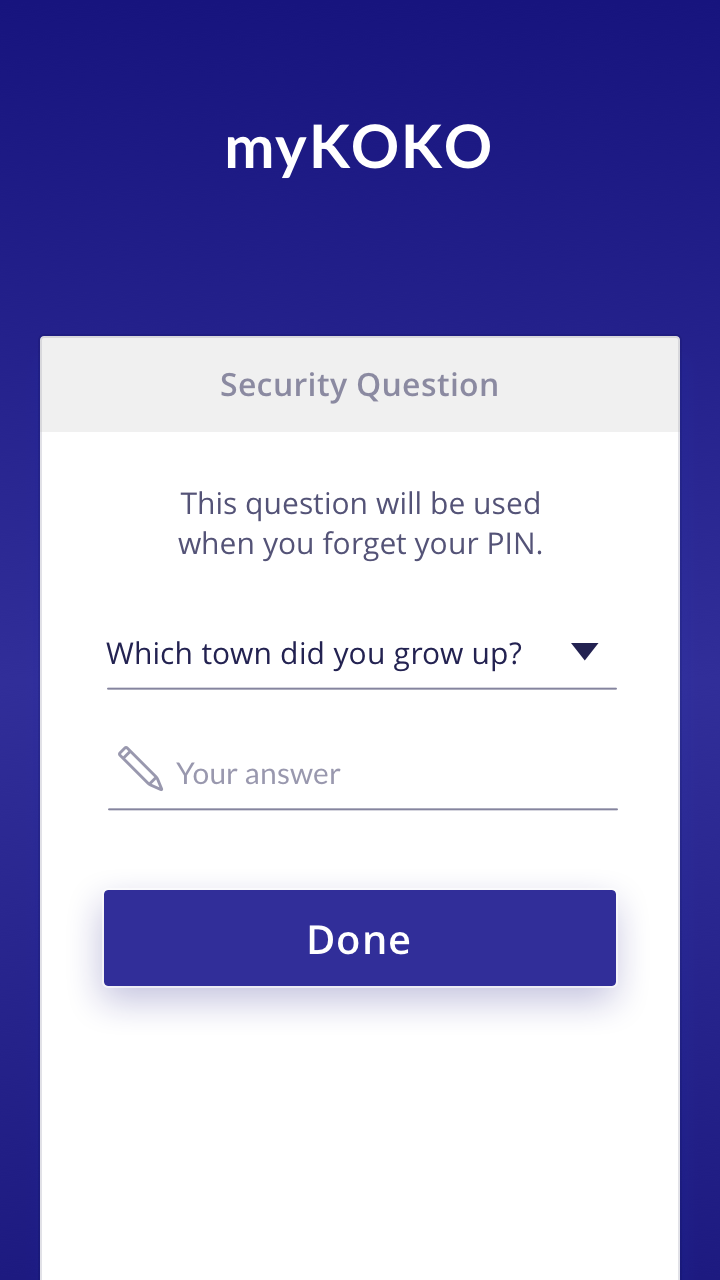 myKOKO
Security Question
This question will be used
when you forget your PIN.
Which town did you grow up?
Your answer
Done